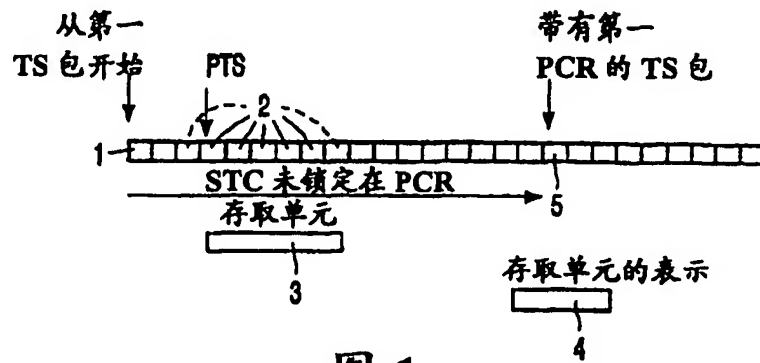 从第一
TS 包开始
PTS
2
带有第一
PCR 的 TS 包
1
STC 未锁定在 PCR
5
存取单元
3
存取单元的表示
4
图 1